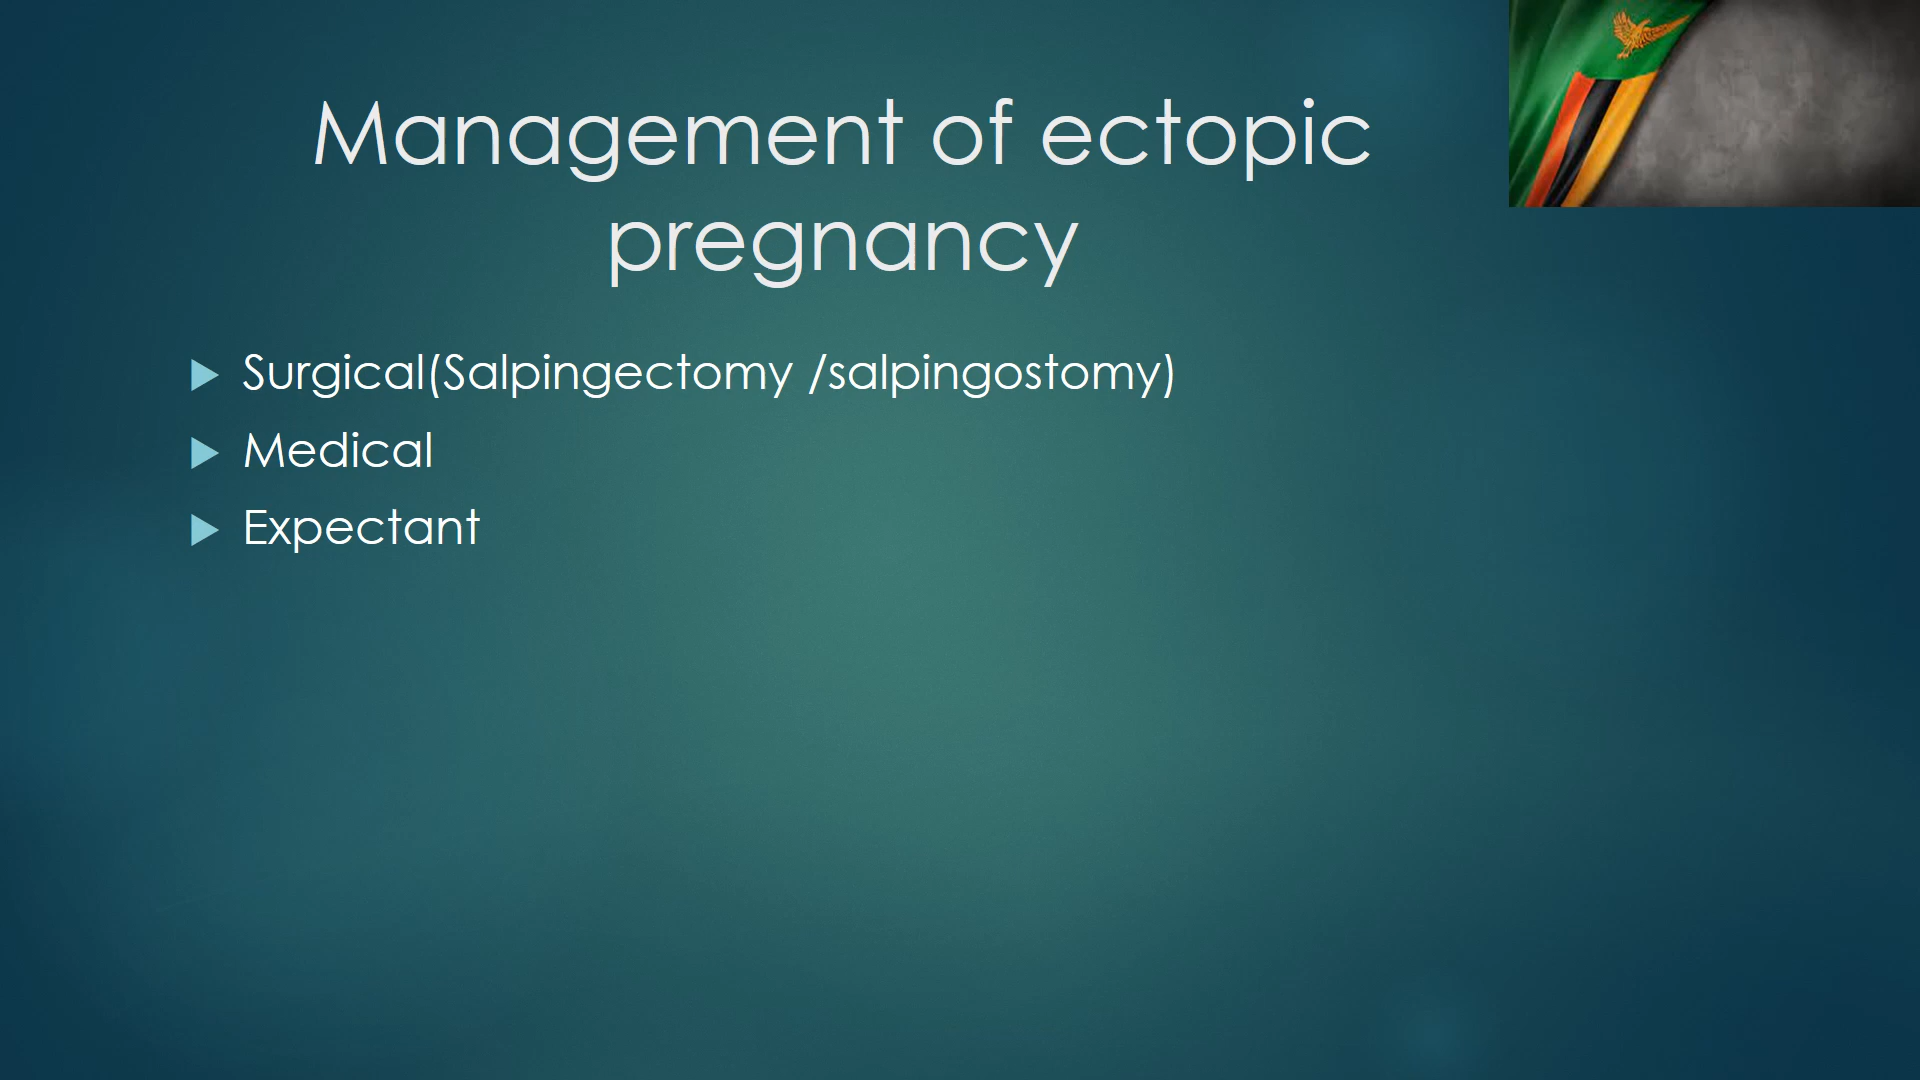 Management of ectopic
pregnancy
Surgical(Salpingectomy /salpingostomy)
Medical
Expectant